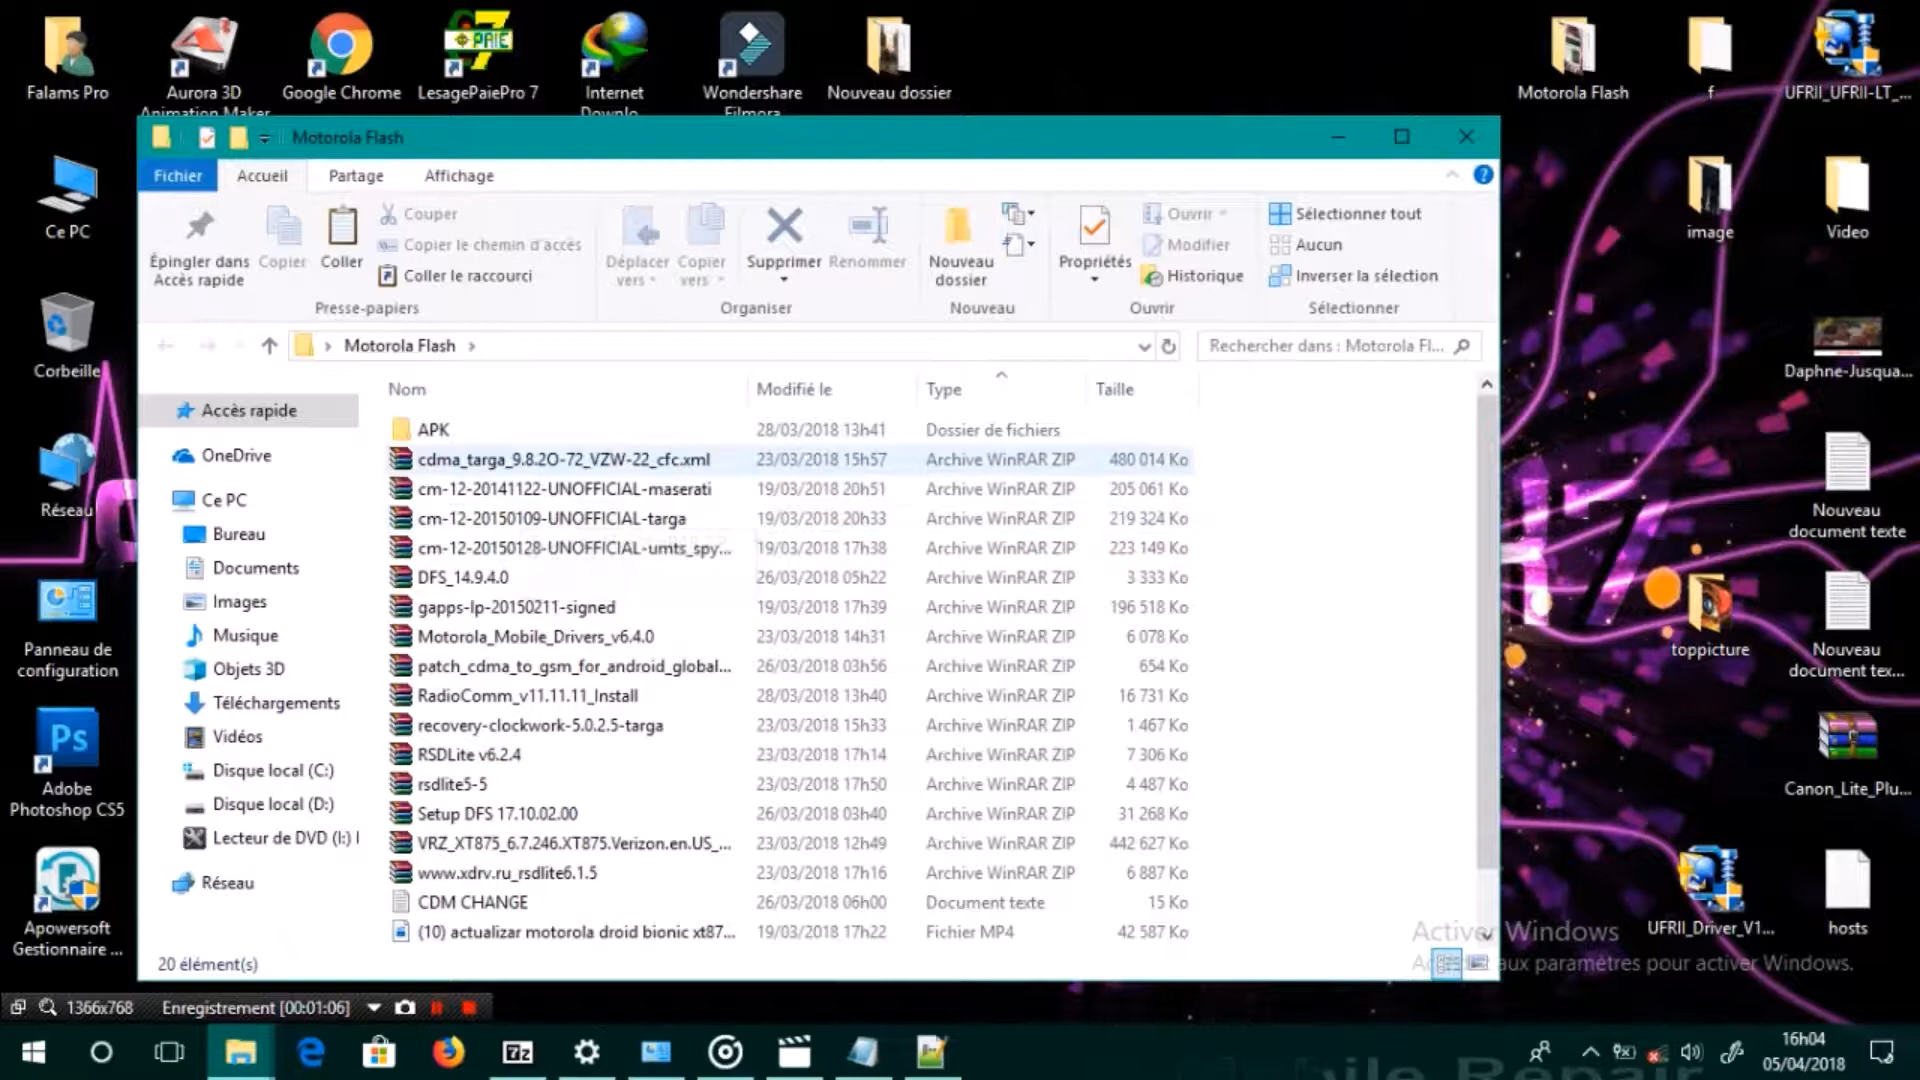 Falams Pro
Aurora 3D
Animation Maker
Google Chrome
LesagePaiePro 7
Internet
Downlo...
Wondershare
Filmora
Nouveau dossier
Motorola Flash
f
UFRII_UFRII-LT_...
Ce PC
image
Video
Corbeille
Daphne-Jusqua...
Réseau
Nouveau
document texte
Panneau de
configuration
toppicture
Nouveau
document tex...
Ps
Adobe
Photoshop CS5
Canon_Lite_Plu...
Apowersoft
Gestionnaire ...
UFRII_Driver_V1...
hosts
PAIE
Motorola Flash
Fichier
Accueil
Partage
Affichage
Épingler dans
Accès rapide
Copier
Coller
Couper
Copier le chemin d'accès
Coller le raccourci
Presse-papiers
Déplacer
vers
Copier
vers
Supprimer
Renommer
Organiser
Nouveau
dossier
Nouveau
Propriétés
Ouvrir
Modifier
Historique
Ouvrir
Sélectionner tout
Aucun
Inverser la sélection
Sélectionner
Motorola Flash
Rechercher dans : Motorola Fl...
Accès rapide
OneDrive
Ce PC
Bureau
Documents
Images
Musique
Objets 3D
Téléchargements
Vidéos
Disque local (C:)
Disque local (D:)
Lecteur de DVD (I:) I
Réseau
Nom Modifié le Type Taille
APK 28/03/2018 13h41 Dossier de fichiers
cdma_targa_9.8.2O-72_VZW-22_cfc.xml 23/03/2018 15h57 Archive WinRAR ZIP 480 014 Ko
cm-12-20141122-UNOFFICIAL-maserati 19/03/2018 20h51 Archive WinRAR ZIP 205 061 Ko
cm-12-20150109-UNOFFICIAL-targa 19/03/2018 20h33 Archive WinRAR ZIP 219 324 Ko
cm-12-20150128-UNOFFICIAL-umts_spy... 19/03/2018 17h38 Archive WinRAR ZIP 223 149 Ko
DFS_14.9.4.0 26/03/2018 05h22 Archive WinRAR ZIP 3 333 Ko
gapps-lp-20150211-signed 19/03/2018 17h39 Archive WinRAR ZIP 196 518 Ko
Motorola_Mobile_Drivers_v6.4.0 23/03/2018 14h31 Archive WinRAR ZIP 6 078 Ko
patch_cdma_to_gsm_for_android_global... 26/03/2018 03h56 Archive WinRAR ZIP 654 Ko
RadioComm_v11.11.11_Install 28/03/2018 13h40 Archive WinRAR ZIP 16 731 Ko
recovery-clockwork-5.0.2.5-targa 23/03/2018 15h33 Archive WinRAR ZIP 1 467 Ko
RSDLite v6.2.4 23/03/2018 17h14 Archive WinRAR ZIP 7 306 Ko
rsdlite5-5 23/03/2018 17h50 Archive WinRAR ZIP 4 487 Ko
Setup DFS 17.10.02.00 26/03/2018 03h40 Archive WinRAR ZIP 31 268 Ko
VRZ_XT875_6.7.246.XT875.Verizon.en.US_... 23/03/2018 12h49 Archive WinRAR ZIP 442 627 Ko
www.xdrv.ru_rsdlite6.1.5 23/03/2018 17h16 Archive WinRAR ZIP 6 887 Ko
CDM CHANGE 26/03/2018 06h00 Document texte 15 Ko
(10) actualizar motorola droid bionic xt87... 19/03/2018 17h22 Fichier MP4 42 587 Ko
20 élément(s)
Activer Windows
aux paramètres pour activer Windows.
1366x768
Enregistrement [00:01:06]
7z
16h04
05/04/2018